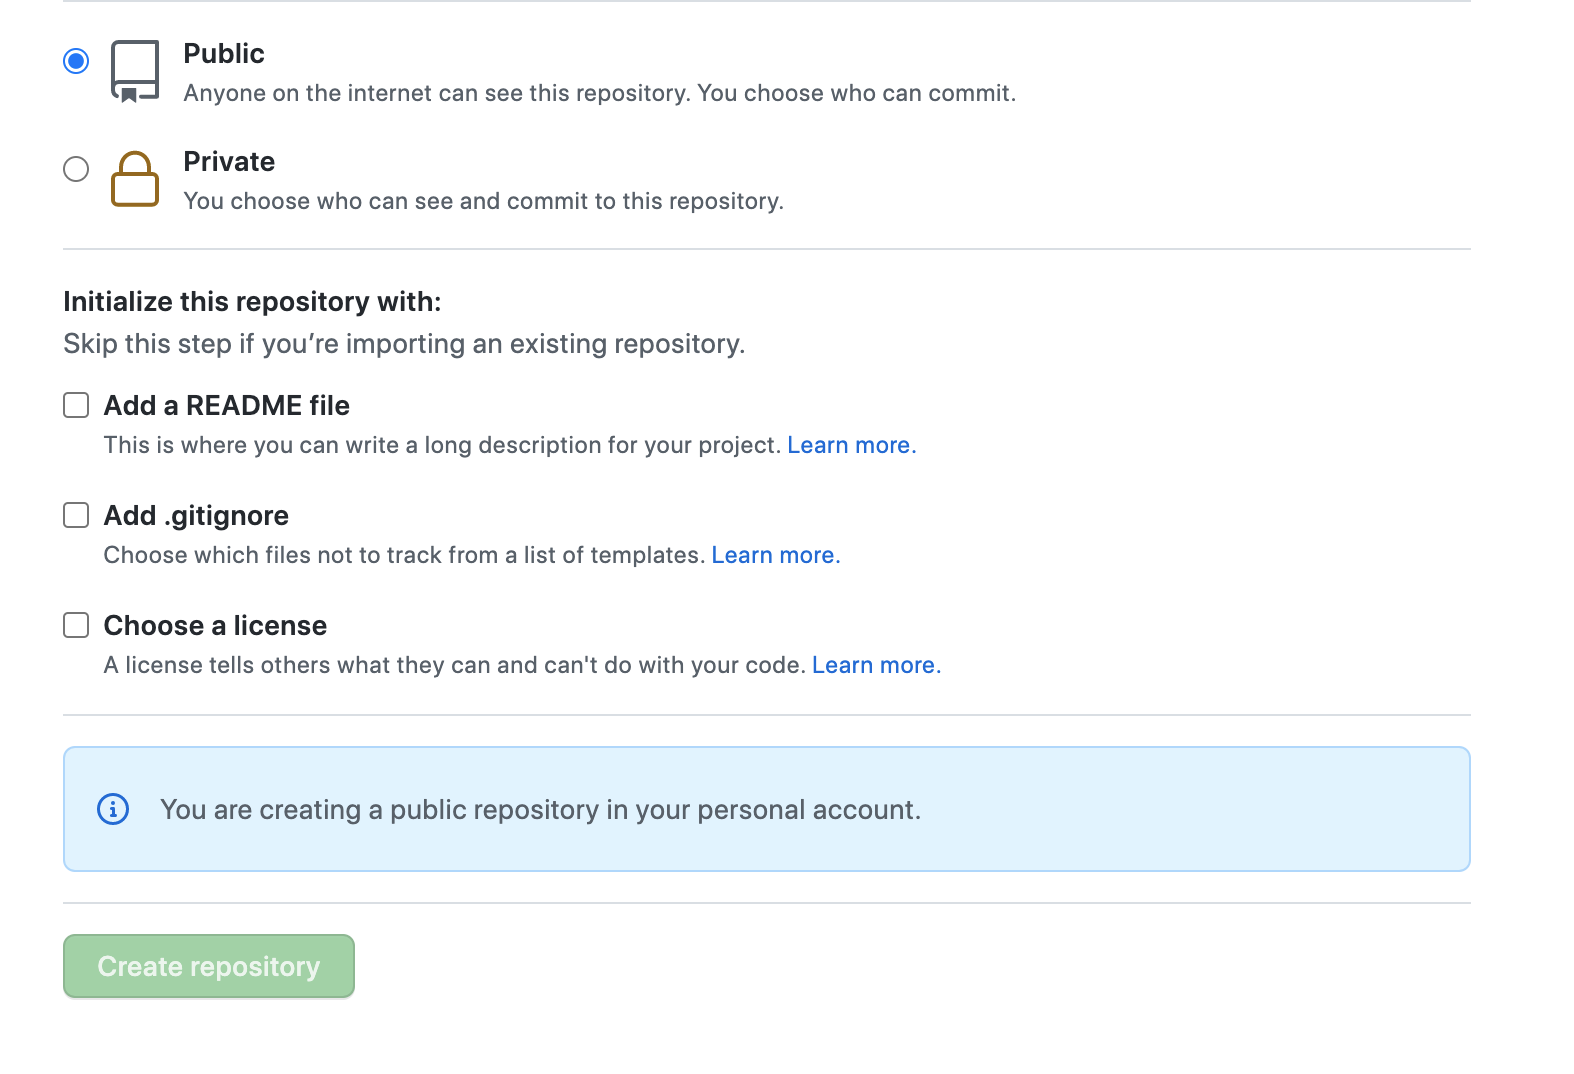 Public
Anyone on the internet can see this repository. You choose who can commit.
Private
You choose who can see and commit to this repository.
Initialize this repository with:
Skip this step if you’re importing an existing repository.
Add a README file
This is where you can write a long description for your project. Learn more.
Add .gitignore
Choose which files not to track from a list of templates. Learn more.
Choose a license
A license tells others what they can and can't do with your code. Learn more.
You are creating a public repository in your personal account.
Create repository